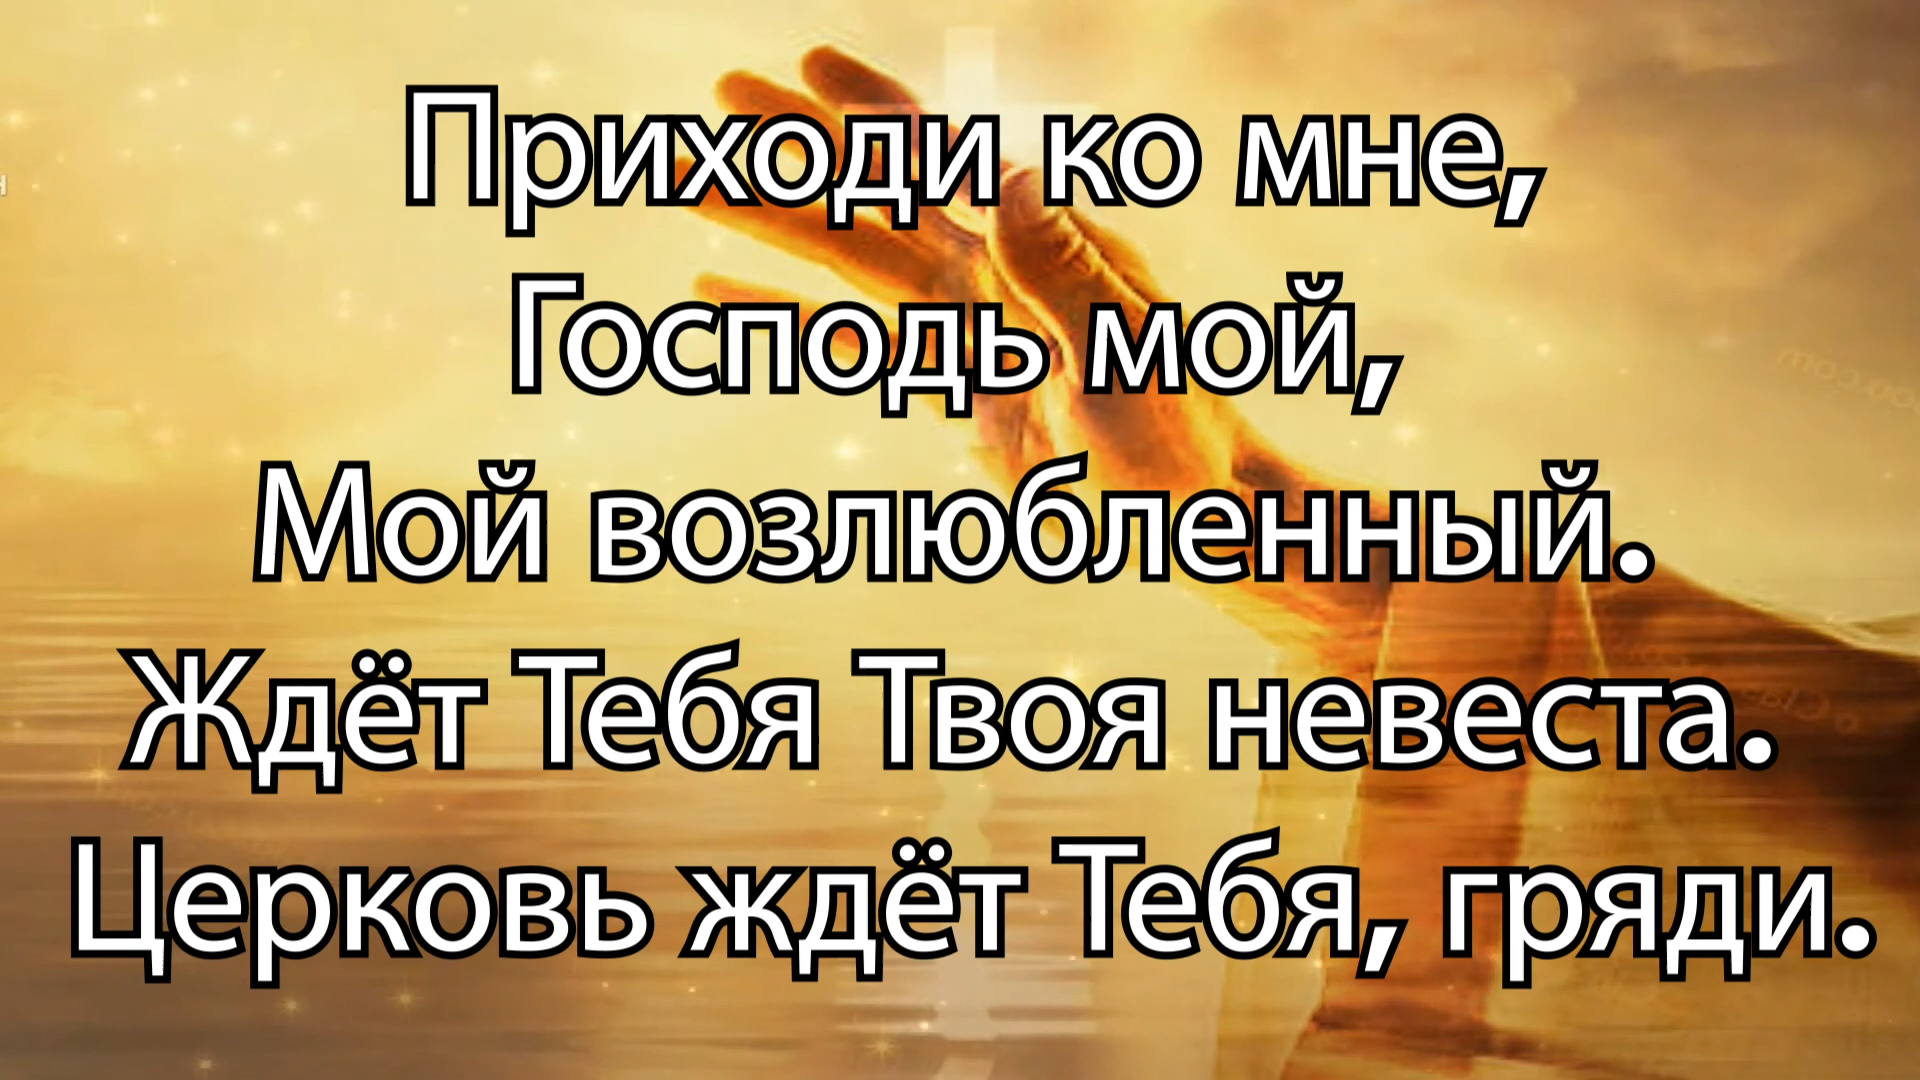 Приходи ко мне,
Господь мой,
Мой возлюбленный.
Ждёт Тебя Твоя невеста.
Церковь ждёт Тебя, гряди.